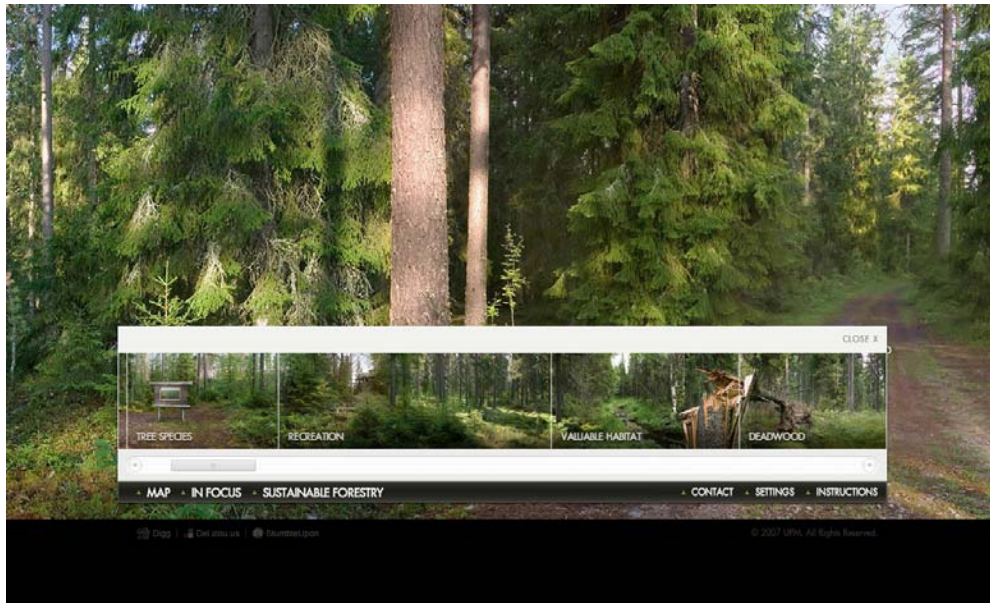 CLOSE X
TREE SPECIES
RECREATION
VALUABLE HABITAT
DEADWOOD
MAP IN FOCUS SUSTAINABLE FORESTRY
CONTACT SETTINGS INSTRUCTIONS
Digg | Del.icio.us | StumbleUpon
© 2007 UPM. All Rights Reserved.